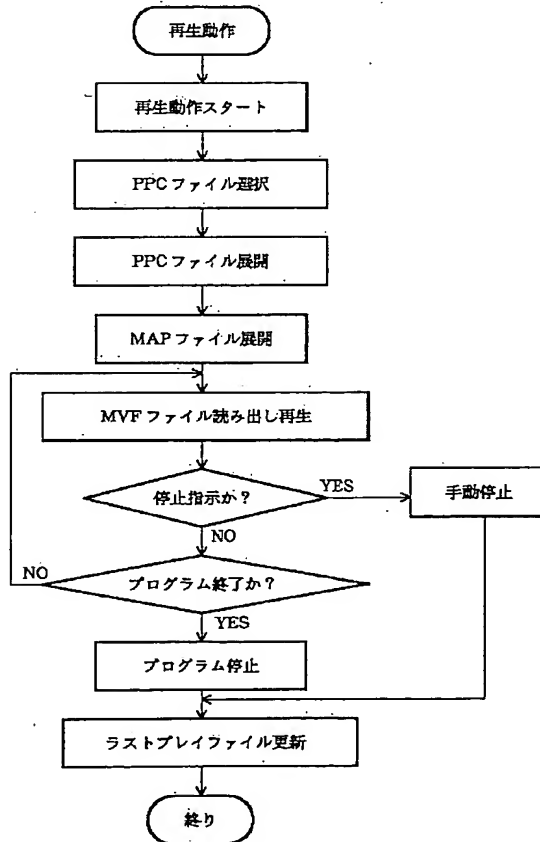 再生動作
再生動作スタート
PPCファイル選択
PPCファイル展開
MAPファイル展開
MVFファイル読み出し再生
停止指示か?
YES
手動停止
NO
NO
プログラム終了か?
YES
プログラム停止
ラストプレイファイル更新
終り